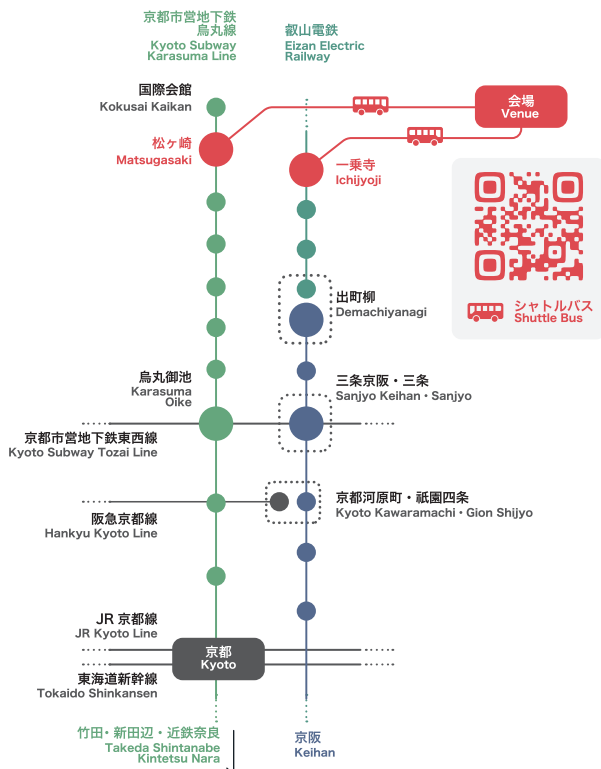 京都市営地下鉄
烏丸線
Kyoto Subway
Karasuma Line
叡山電鉄
Eizan Electric
Railway
国際会館
Kokusai Kaikan
会場
Venue
松ヶ崎
Matsugasaki
一乗寺
Ichijyoji
出町柳
Demachiyanagi
シャトルバス
Shuttle Bus
烏丸御池
Karasuma
Oike
三条京阪・三条
Sanjyo Keihan・Sanjyo
京都市営地下鉄東西線
Kyoto Subway Tozai Line
京都河原町・祇園四条
Kyoto Kawaramachi・Gion Shijyo
阪急京都線
Hankyu Kyoto Line
JR 京都線
JR Kyoto Line
京都
Kyoto
東海道新幹線
Tokaido Shinkansen
竹田・新田辺・近鉄奈良
Takeda Shintanabe
Kintetsu Nara
京阪
Keihan